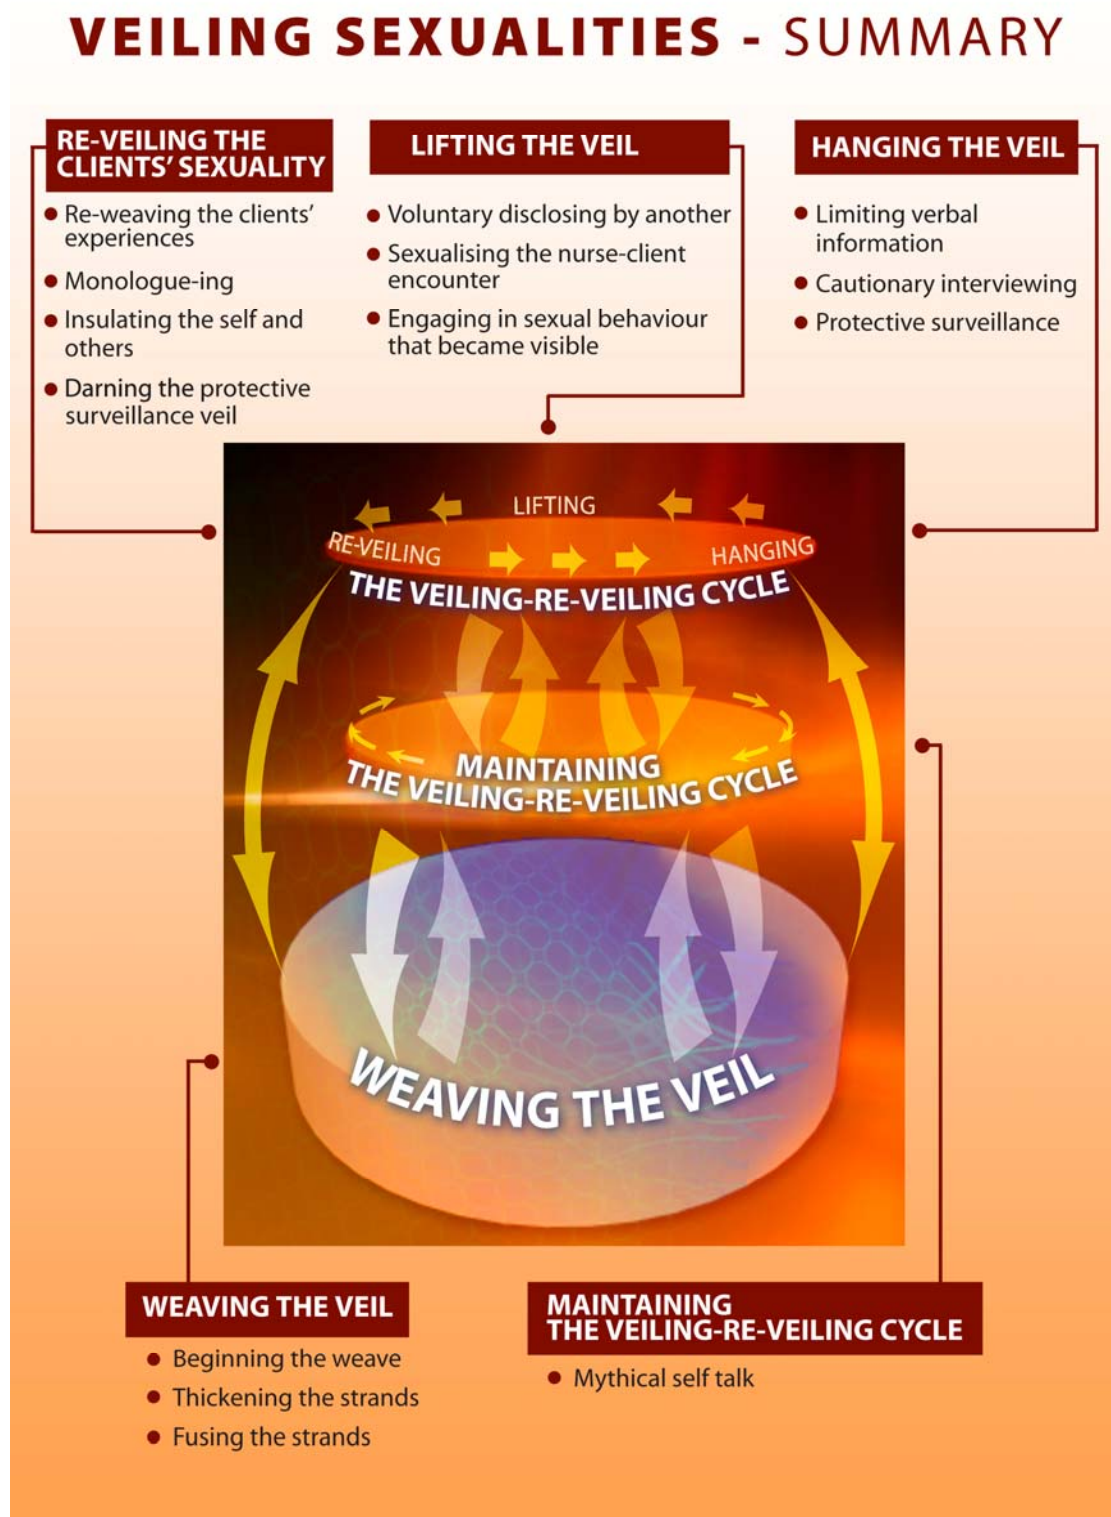 VEILING SEXUALITIES - SUMMARY
RE-VEILING THE
CLIENTS' SEXUALITY
• Re-weaving the clients'
experiences
• Monologue-ing
• Insulating the self and
others
• Darning the protective
surveillance veil
LIFTING THE VEIL
• Voluntary disclosing by another
• Sexualising the nurse-client
encounter
• Engaging in sexual behaviour
that became visible
HANGING THE VEIL
• Limiting verbal
information
• Cautionary interviewing
• Protective surveillance
LIFTING
RE-VEILING
HANGING
THE VEILING-RE-VEILING CYCLE
MAINTAINING
THE VEILING-RE-VEILING CYCLE
WEAVING THE VEIL
WEAVING THE VEIL
• Beginning the weave
• Thickening the strands
• Fusing the strands
MAINTAINING
THE VEILING-RE-VEILING CYCLE
• Mythical self talk